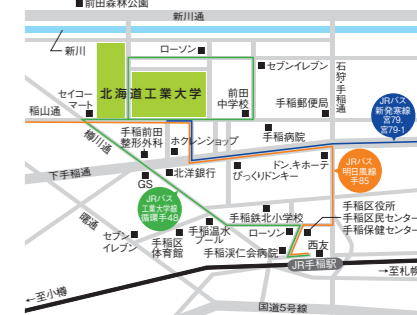 ■前田森林公園
新川通
新川
ローソン■
■セブンイレブン
石狩手稲通
セイコーマート■
北海道工業大学
前田中学校■
手稲郵便局■
JRバス
新発寒線
宮79.
79-1
稲山通
樽川通
手稲前田
整形外科■
ホクレンショップ■
手稲病院■
下手稲通
■北洋銀行
■びっくりドンキー
ドン.キホーテ■
JRバス
明日風線
手85
■GS
JRバス
工業大学線
循環手48
曙通
セブン
イレブン■
手稲区
体育館■
手稲温水
プール■
手稲鉄北小学校■
ローソン■
手稲渓仁会病院■
手稲区役所
手稲区民センター
手稲保健センター
西友■
JR手稲駅
→至札幌
←至小樽
国道5号線